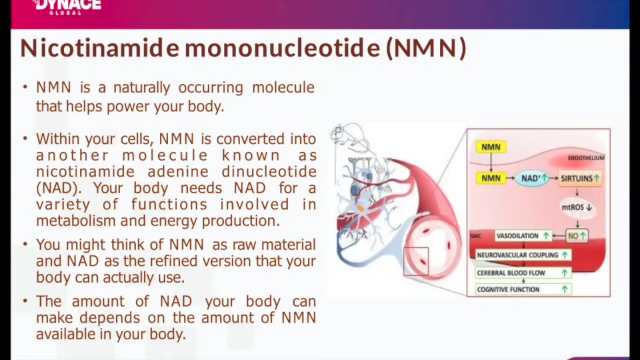 DYNACE
GLOBAL
Nicotinamide mononucleotide (NMN)
• NMN is a naturally occurring molecule
that helps power your body.
• Within your cells, NMN is converted into
another molecule known as
nicotinamide adenine dinucleotide
(NAD). Your body needs NAD for a
variety of functions involved in
metabolism and energy production.
• You might think of NMN as raw material
and NAD as the refined version that your
body can actually use.
• The amount of NAD your body can
make depends on the amount of NMN
available in your body.
NMN
ENDOTHELIUM
NMN → NAD⁺↑ → SIRTUINS ↑
mtROS ↓
VASODILATION ↑ ← NO ↑
NEUROVASCULAR COUPLING ↑
CEREBRAL BLOOD FLOW ↑
COGNITIVE FUNCTION ↑